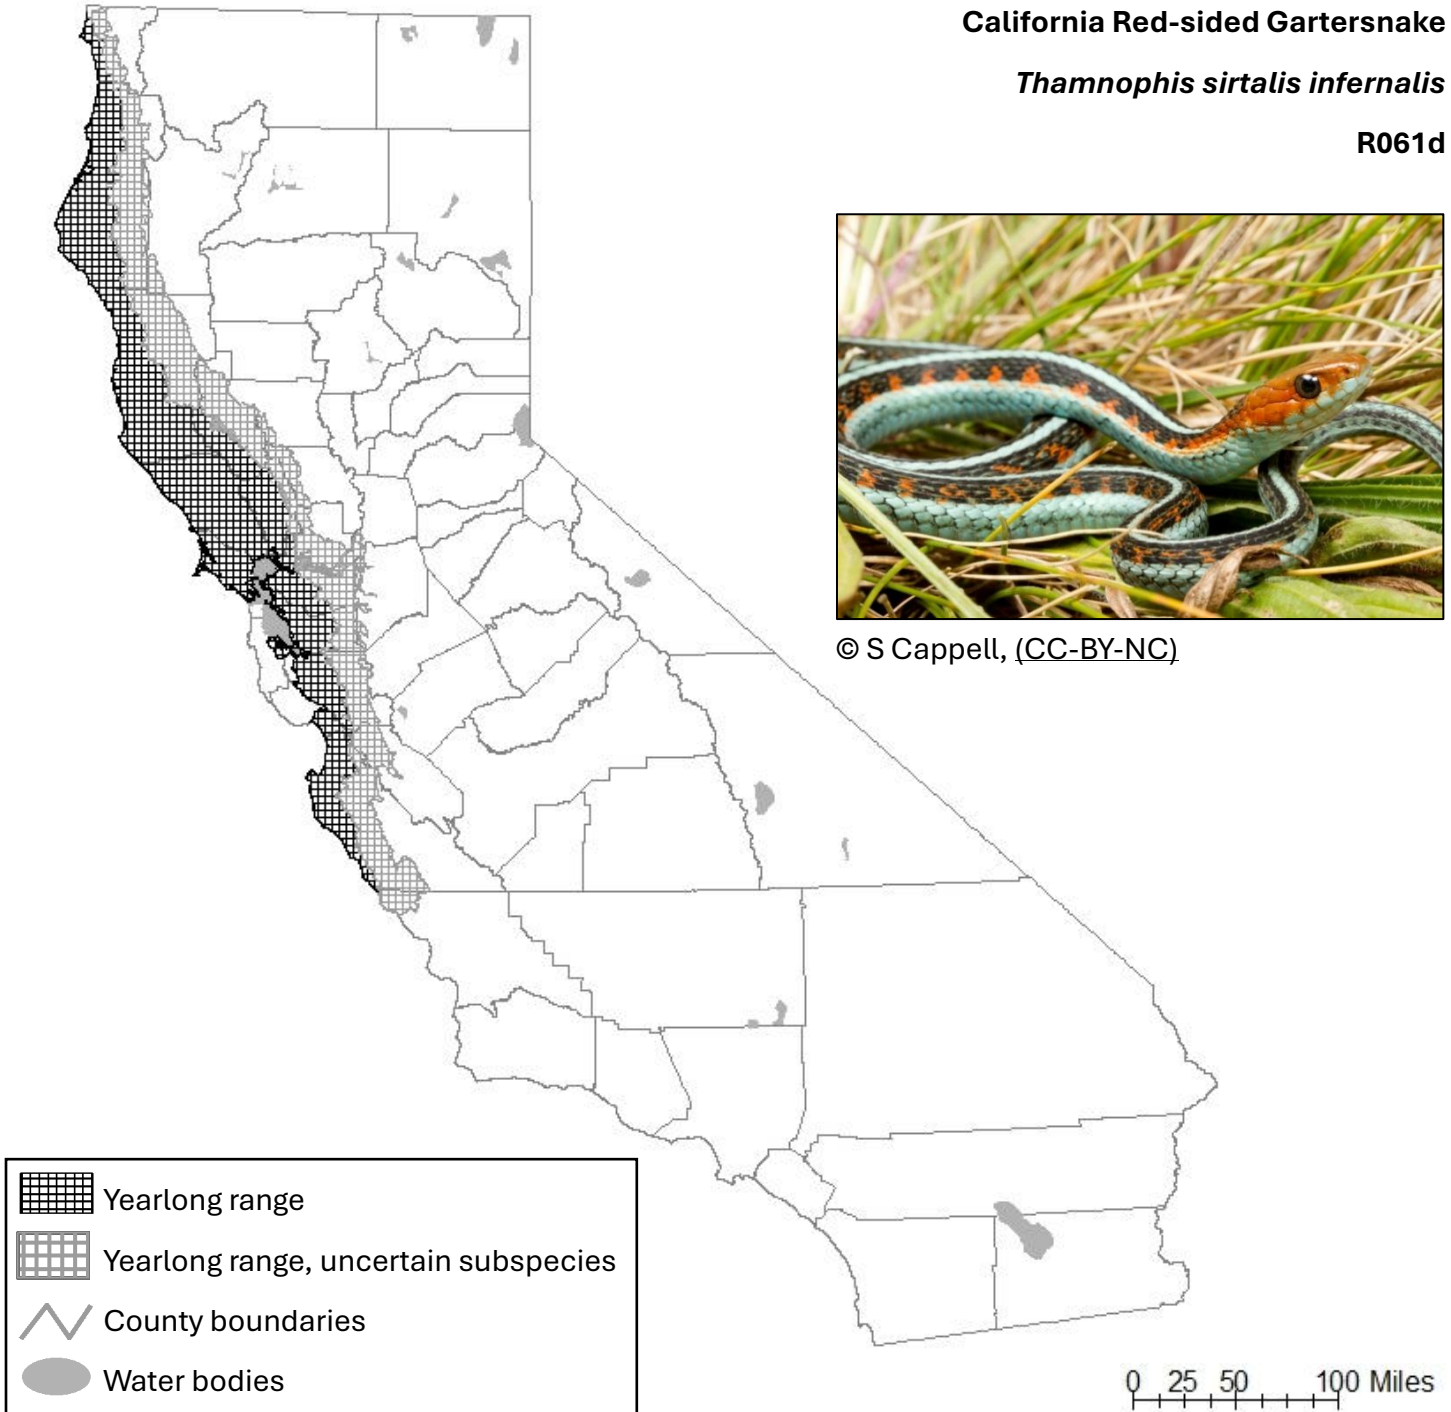 California Red-sided Gartersnake
Thamnophis sirtalis infernalis
R061d
© S Cappell, (CC-BY-NC)
Yearlong range
Yearlong range, uncertain subspecies
County boundaries
Water bodies
0 25 50 100 Miles